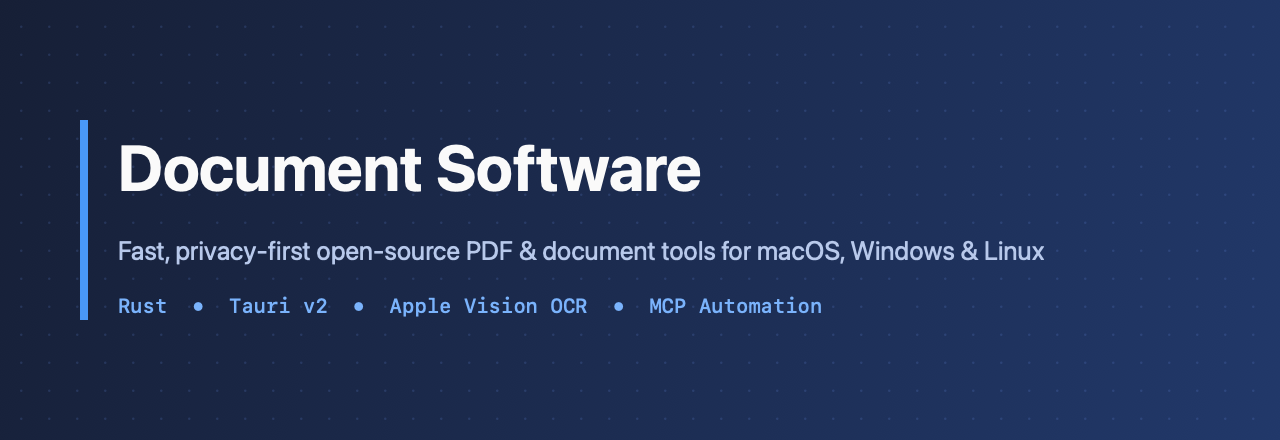 Document Software
Fast, privacy-first open-source PDF & document tools for macOS, Windows & Linux
Rust ● Tauri v2 ● Apple Vision OCR ● MCP Automation